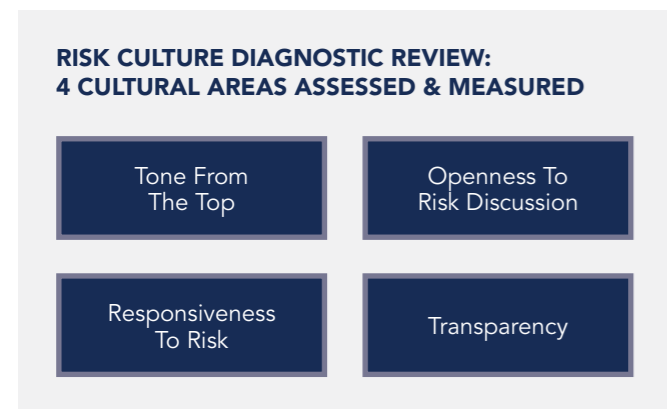 RISK CULTURE DIAGNOSTIC REVIEW:
4 CULTURAL AREAS ASSESSED & MEASURED
Tone From
The Top
Openness To
Risk Discussion
Responsiveness
To Risk
Transparency